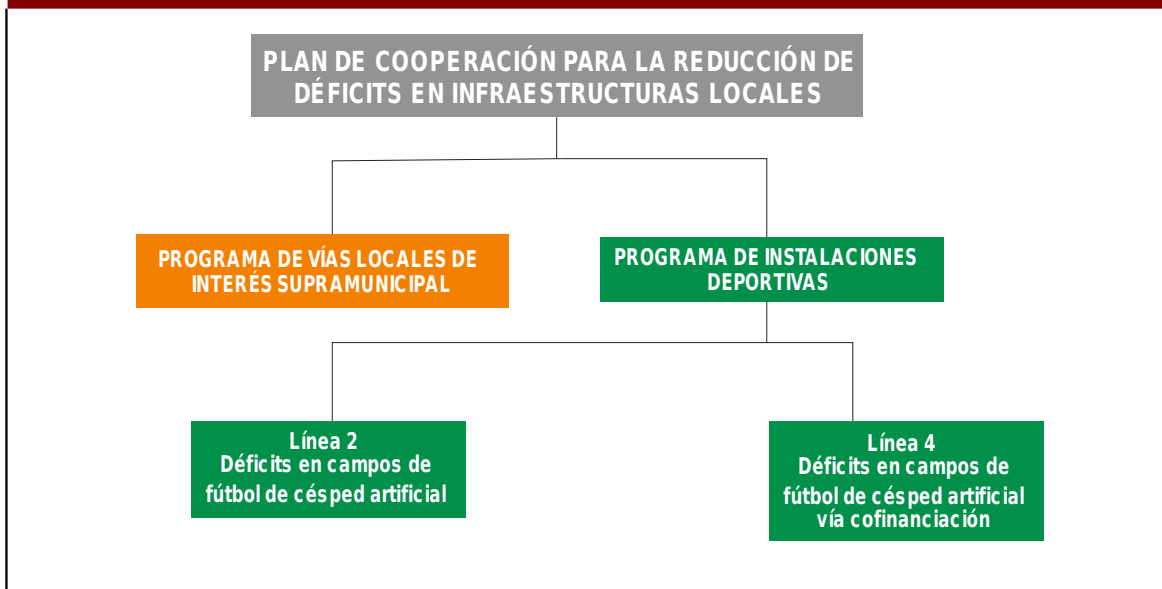 PLAN DE COOPERACIÓN PARA LA REDUCCIÓN DE
DÉFICITS EN INFRAESTRUCTURAS LOCALES
PROGRAMA DE VÍAS LOCALES DE
INTERÉS SUPRAMUNICIPAL
PROGRAMA DE INSTALACIONES
DEPORTIVAS
Línea 2
Déficits en campos de
fútbol de césped artificial
Línea 4
Déficits en campos de
fútbol de césped artificial
vía cofinanciación